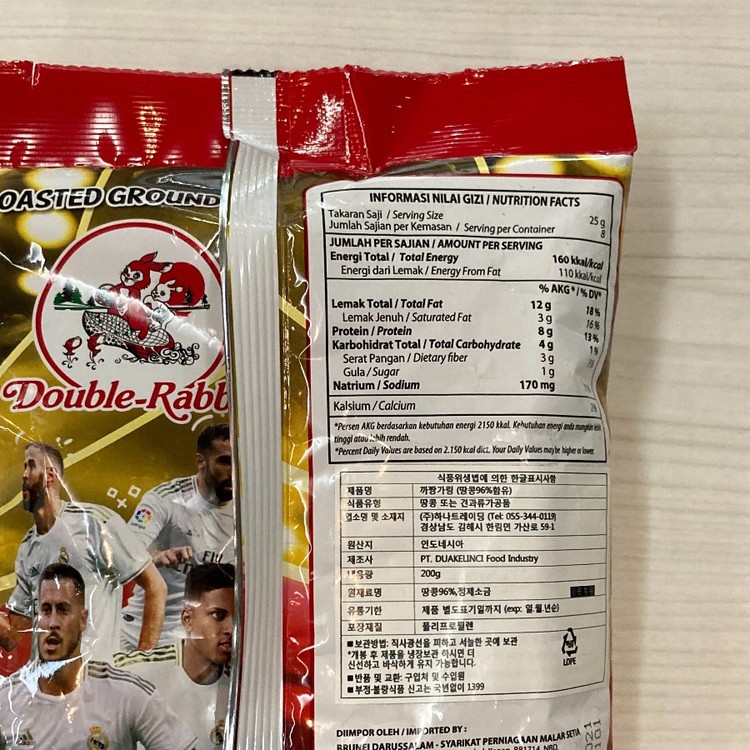 OASTED GROUND
Double-Rabb
INFORMASI NILAI GIZI / NUTRITION FACTS
Takaran Saji / Serving Size 25 g
Jumlah Sajian per Kemasan / Serving per Container 8
JUMLAH PER SAJIAN / AMOUNT PER SERVING
Energi Total / Total Energy 160 kkal/kcal
Energi dari Lemak / Energy From Fat 110 kkal/kcal
% AKG* / % DV*
Lemak Total / Total Fat 12 g 18 %
Lemak Jenuh / Saturated Fat 3 g 16 %
Protein / Protein 8 g 13 %
Karbohidrat Total / Total Carbohydrate 4 g 1 %
Serat Pangan / Dietary fiber 3 g
Gula / Sugar 1 g
Natrium / Sodium 170 mg
Kalsium / Calcium
*Persen AKG berdasarkan kebutuhan energi 2150 kkal. Kebutuhan energi anda mungkin lebih
tinggi atau lebih rendah.
*Percent Daily Values are based on 2.150 kcal dict. Your Daily Values may be higher or lower.
식품위생법에 의한 한글표시사항
제품명 까짱가링 (땅콩96%함유)
식품유형 땅콩 또는 견과류가공품
업소명 및 소재지 (주)하나트레이딩 (Tel: 055-344-0119)
경상남도 김해시 한림면 가산로 59-1
원산지 인도네시아
제조사 PT. DUAKELINCI Food Industry
내용량 200g
원재료명 땅콩96%,정제소금
유통기한 제품 별도표기일까지 (exp: 일.월.년순)
포장재질 폴리프로필렌
■보관방법: 직사광선을 피하고 서늘한 곳에 보관
*개봉 후 제품을 냉장보관 하시면 더
신선하고 바삭하게 유지 가능합니다.
■반품 및 교환: 구입처 및 수입원
■부정·불량식품 신고는 국번없이 1399
LDPE
DIIMPOR OLEH / IMPORTED BY :
BRUNEI DARUSSALAM - SYARIKAT PERNIAGAAN MALAR SETIA